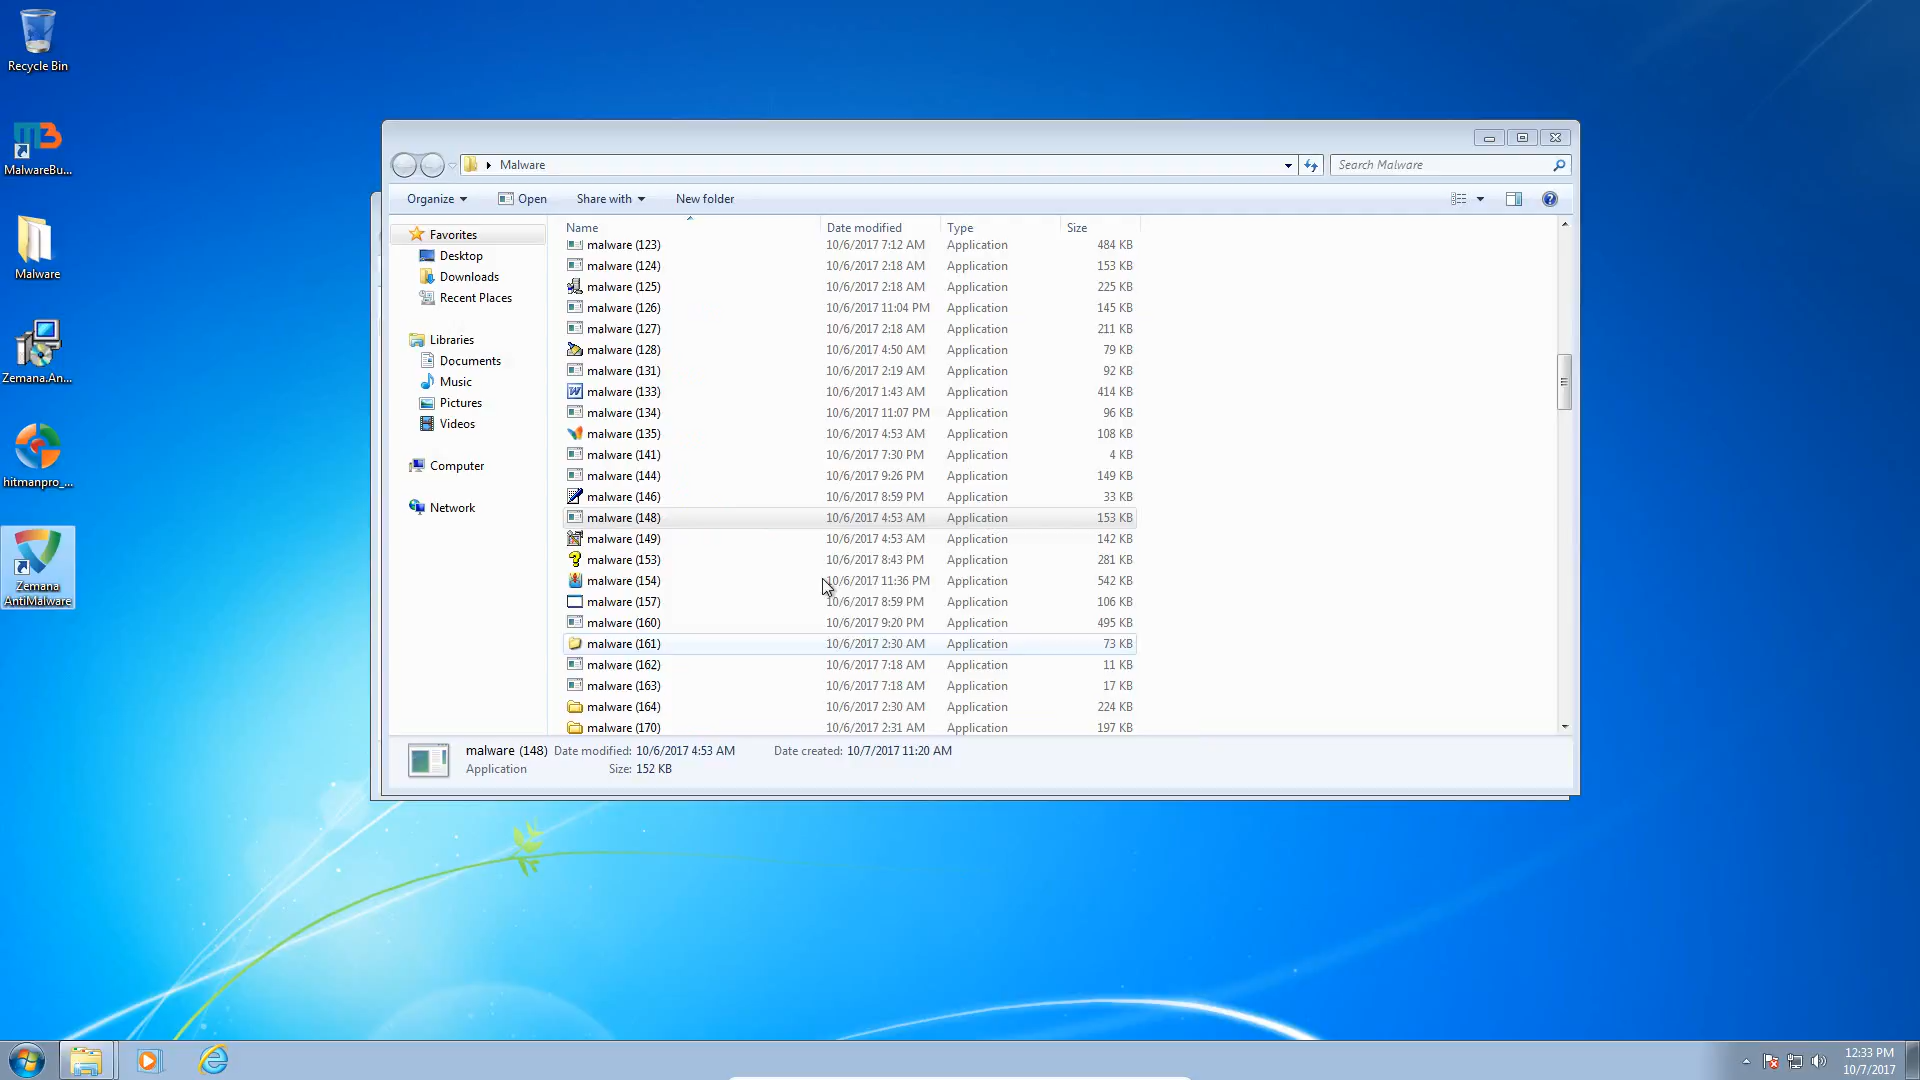 Recycle Bin
MalwareBu...
Malware
Zemana.An...
hitmanpro_...
Zemana
AntiMalware
Malware
Search Malware
Organize
Open
Share with
New folder
Favorites
Desktop
Downloads
Recent Places
Libraries
Documents
Music
Pictures
Videos
Computer
Network
Name Date modified Type Size
malware (123) 10/6/2017 7:12 AM Application 484 KB
malware (124) 10/6/2017 2:18 AM Application 153 KB
malware (125) 10/6/2017 2:18 AM Application 225 KB
malware (126) 10/6/2017 11:04 PM Application 145 KB
malware (127) 10/6/2017 2:18 AM Application 211 KB
malware (128) 10/6/2017 4:50 AM Application 79 KB
malware (131) 10/6/2017 2:19 AM Application 92 KB
malware (133) 10/6/2017 1:43 AM Application 414 KB
malware (134) 10/6/2017 11:07 PM Application 96 KB
malware (135) 10/6/2017 4:53 AM Application 108 KB
malware (141) 10/6/2017 7:30 PM Application 4 KB
malware (144) 10/6/2017 9:26 PM Application 149 KB
malware (146) 10/6/2017 8:59 PM Application 33 KB
malware (148) 10/6/2017 4:53 AM Application 153 KB
malware (149) 10/6/2017 4:53 AM Application 142 KB
malware (153) 10/6/2017 8:43 PM Application 281 KB
malware (154) 10/6/2017 11:36 PM Application 542 KB
malware (157) 10/6/2017 8:59 PM Application 106 KB
malware (160) 10/6/2017 9:20 PM Application 495 KB
malware (161) 10/6/2017 2:30 AM Application 73 KB
malware (162) 10/6/2017 7:18 AM Application 11 KB
malware (163) 10/6/2017 7:18 AM Application 17 KB
malware (164) 10/6/2017 2:30 AM Application 224 KB
malware (170) 10/6/2017 2:31 AM Application 197 KB
malware (148) Date modified: 10/6/2017 4:53 AM Date created: 10/7/2017 11:20 AM
Application Size: 152 KB
12:33 PM
10/7/2017